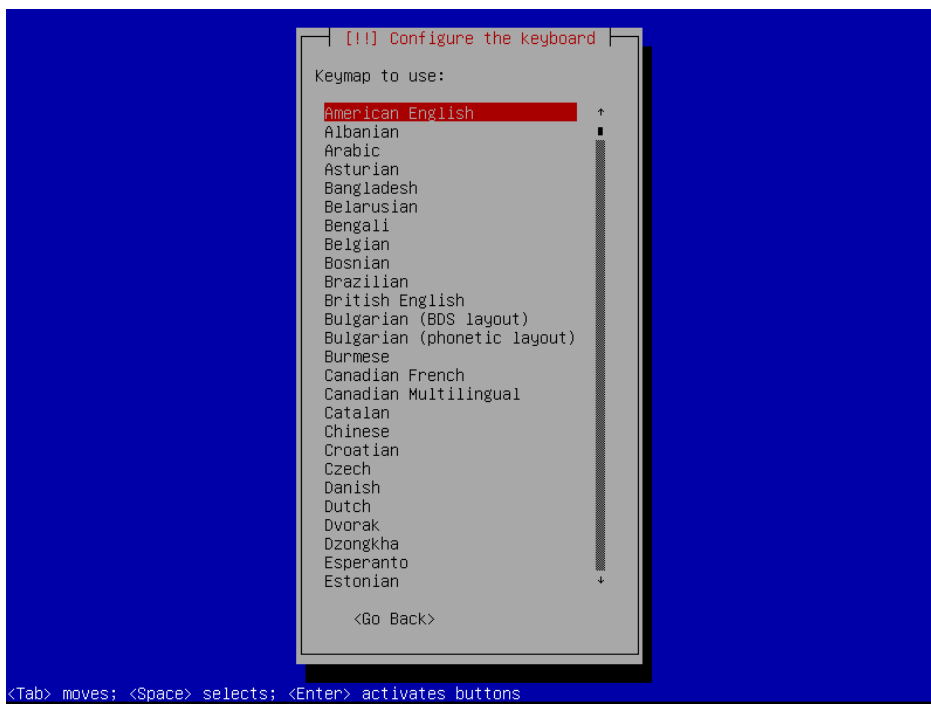 [!!] Configure the keyboard
Keymap to use:
American English
Albanian
Arabic
Asturian
Bangladesh
Belarusian
Bengali
Belgian
Bosnian
Brazilian
British English
Bulgarian (BDS layout)
Bulgarian (phonetic layout)
Burmese
Canadian French
Canadian Multilingual
Catalan
Chinese
Croatian
Czech
Danish
Dutch
Dvorak
Dzongkha
Esperanto
Estonian
<Go Back>
<Tab> moves; <Space> selects; <Enter> activates buttons